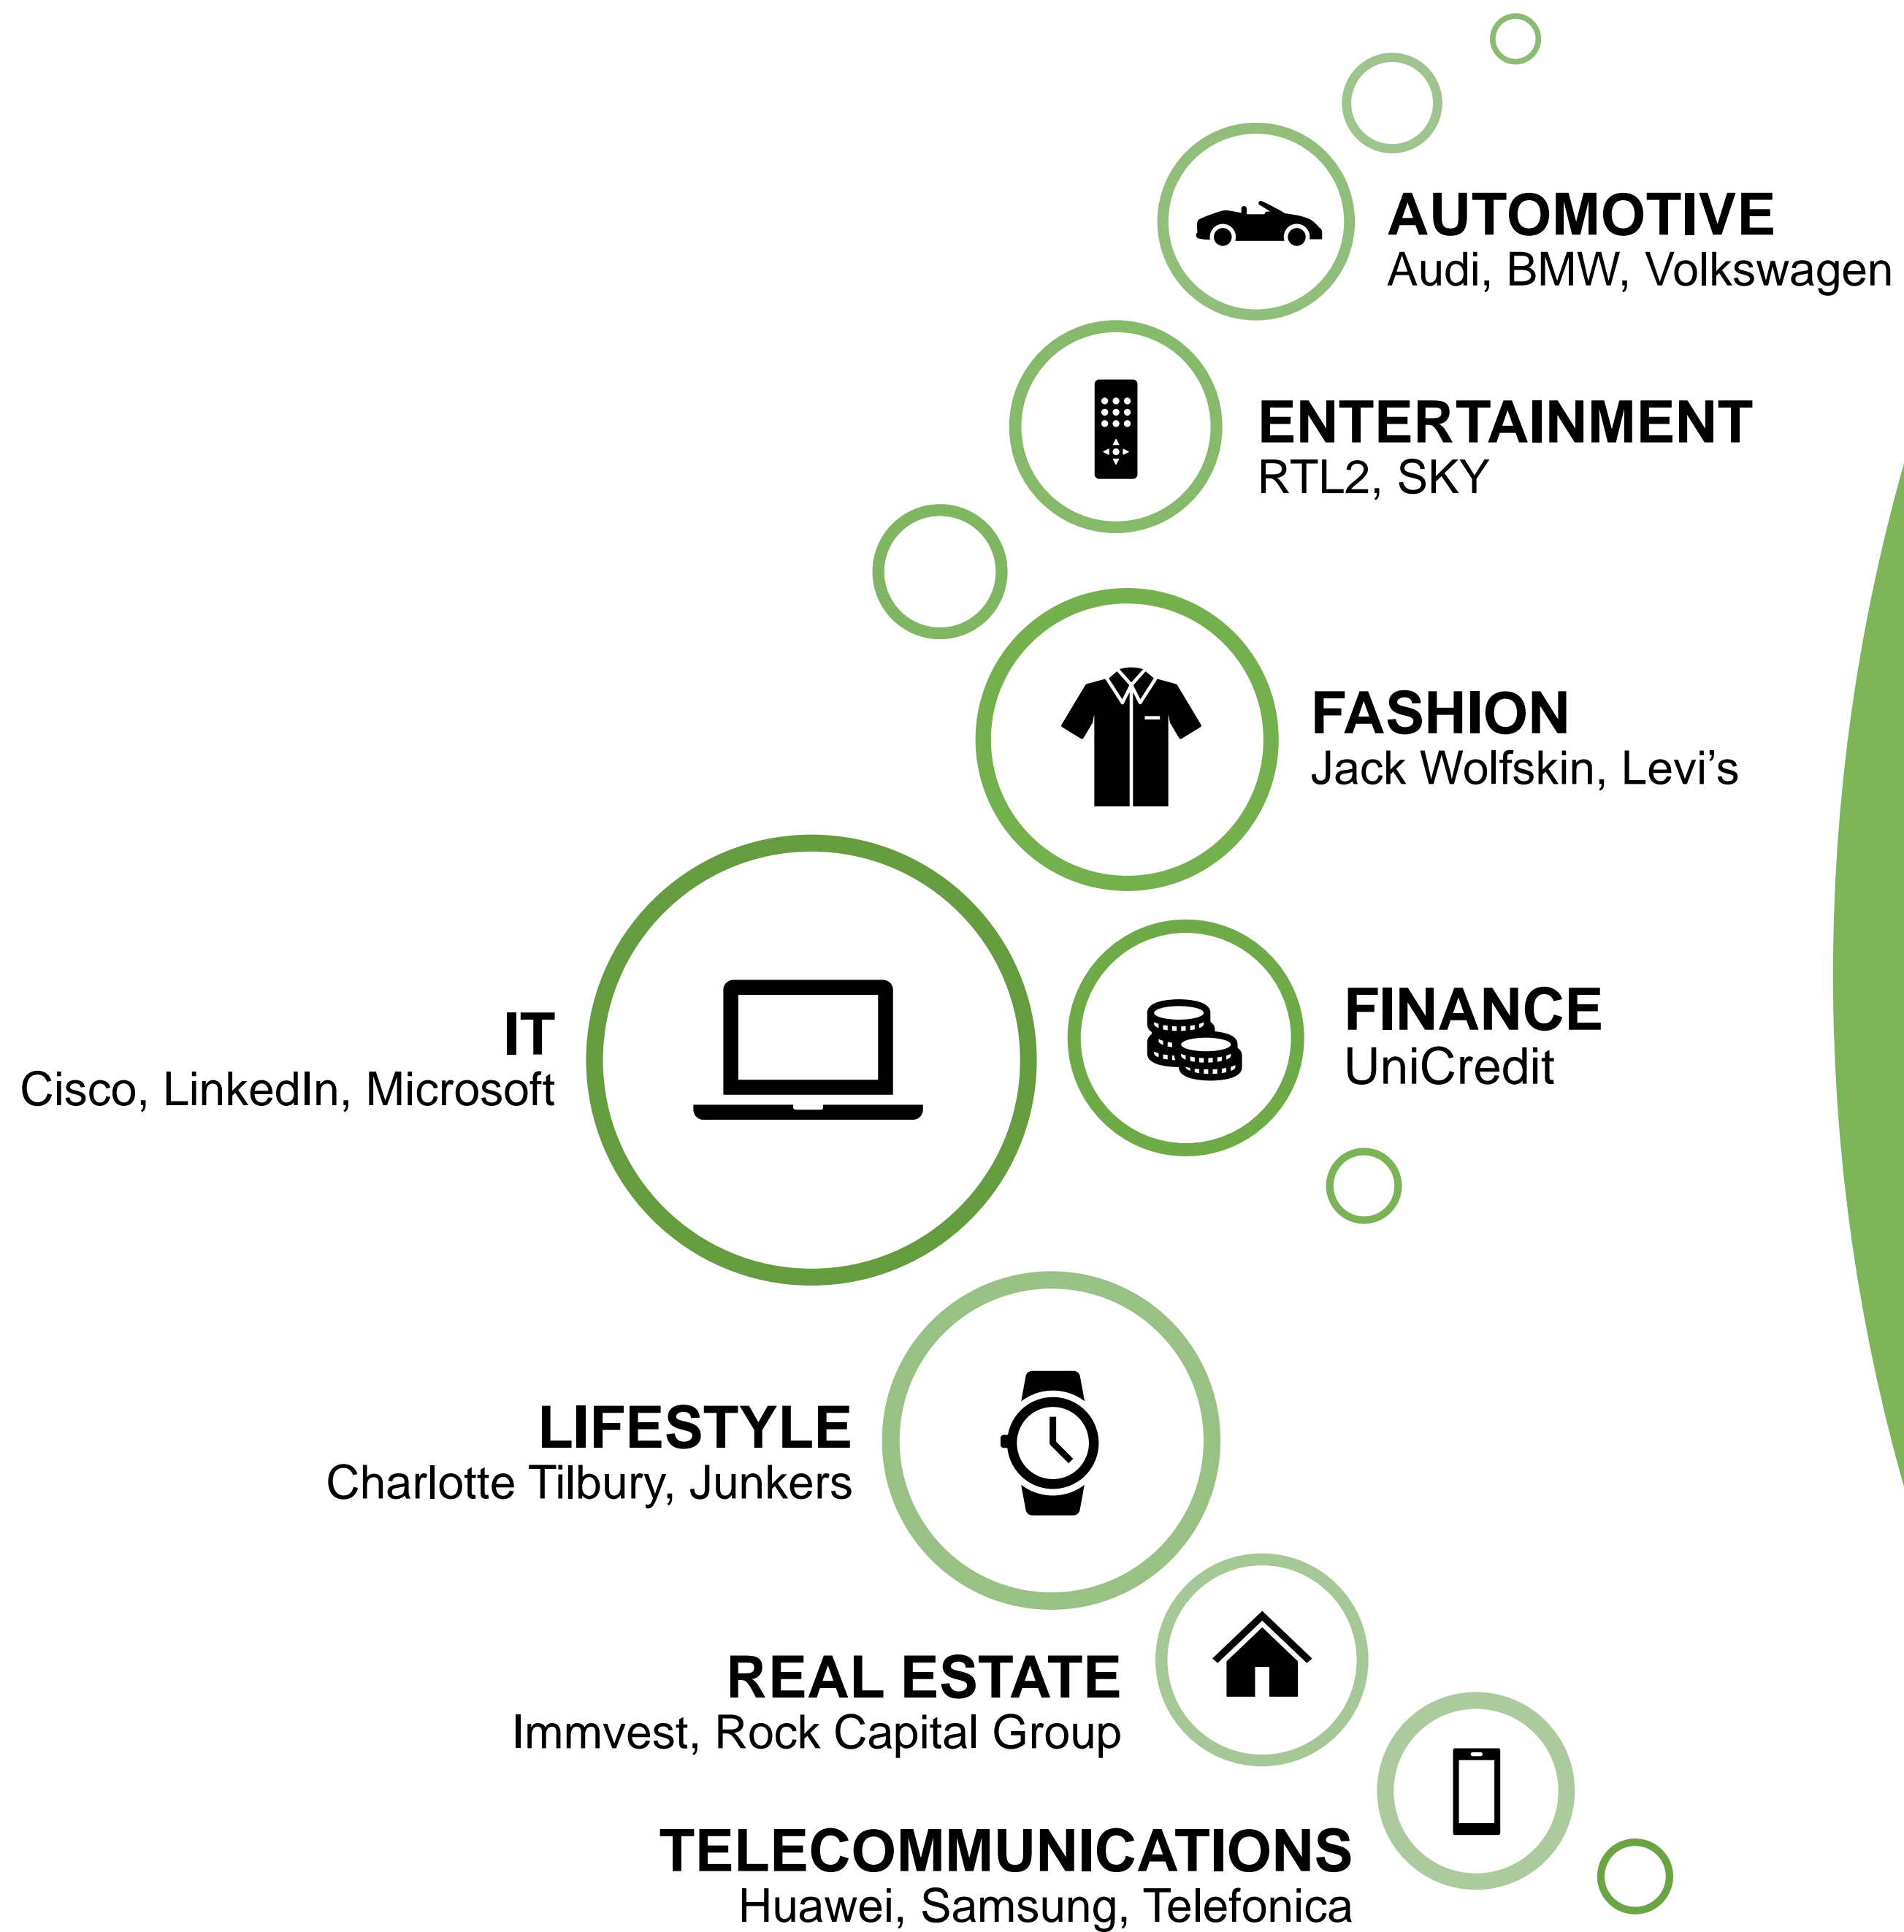 AUTOMOTIVE
Audi, BMW, Volkswagen
ENTERTAINMENT
RTL2, SKY
FASHION
Jack Wolfskin, Levi’s
FINANCE
UniCredit
IT
Cisco, LinkedIn, Microsoft
LIFESTYLE
Charlotte Tilbury, Junkers
REAL ESTATE
Immvest, Rock Capital Group
TELECOMMUNICATIONS
Huawei, Samsung, Telefonica